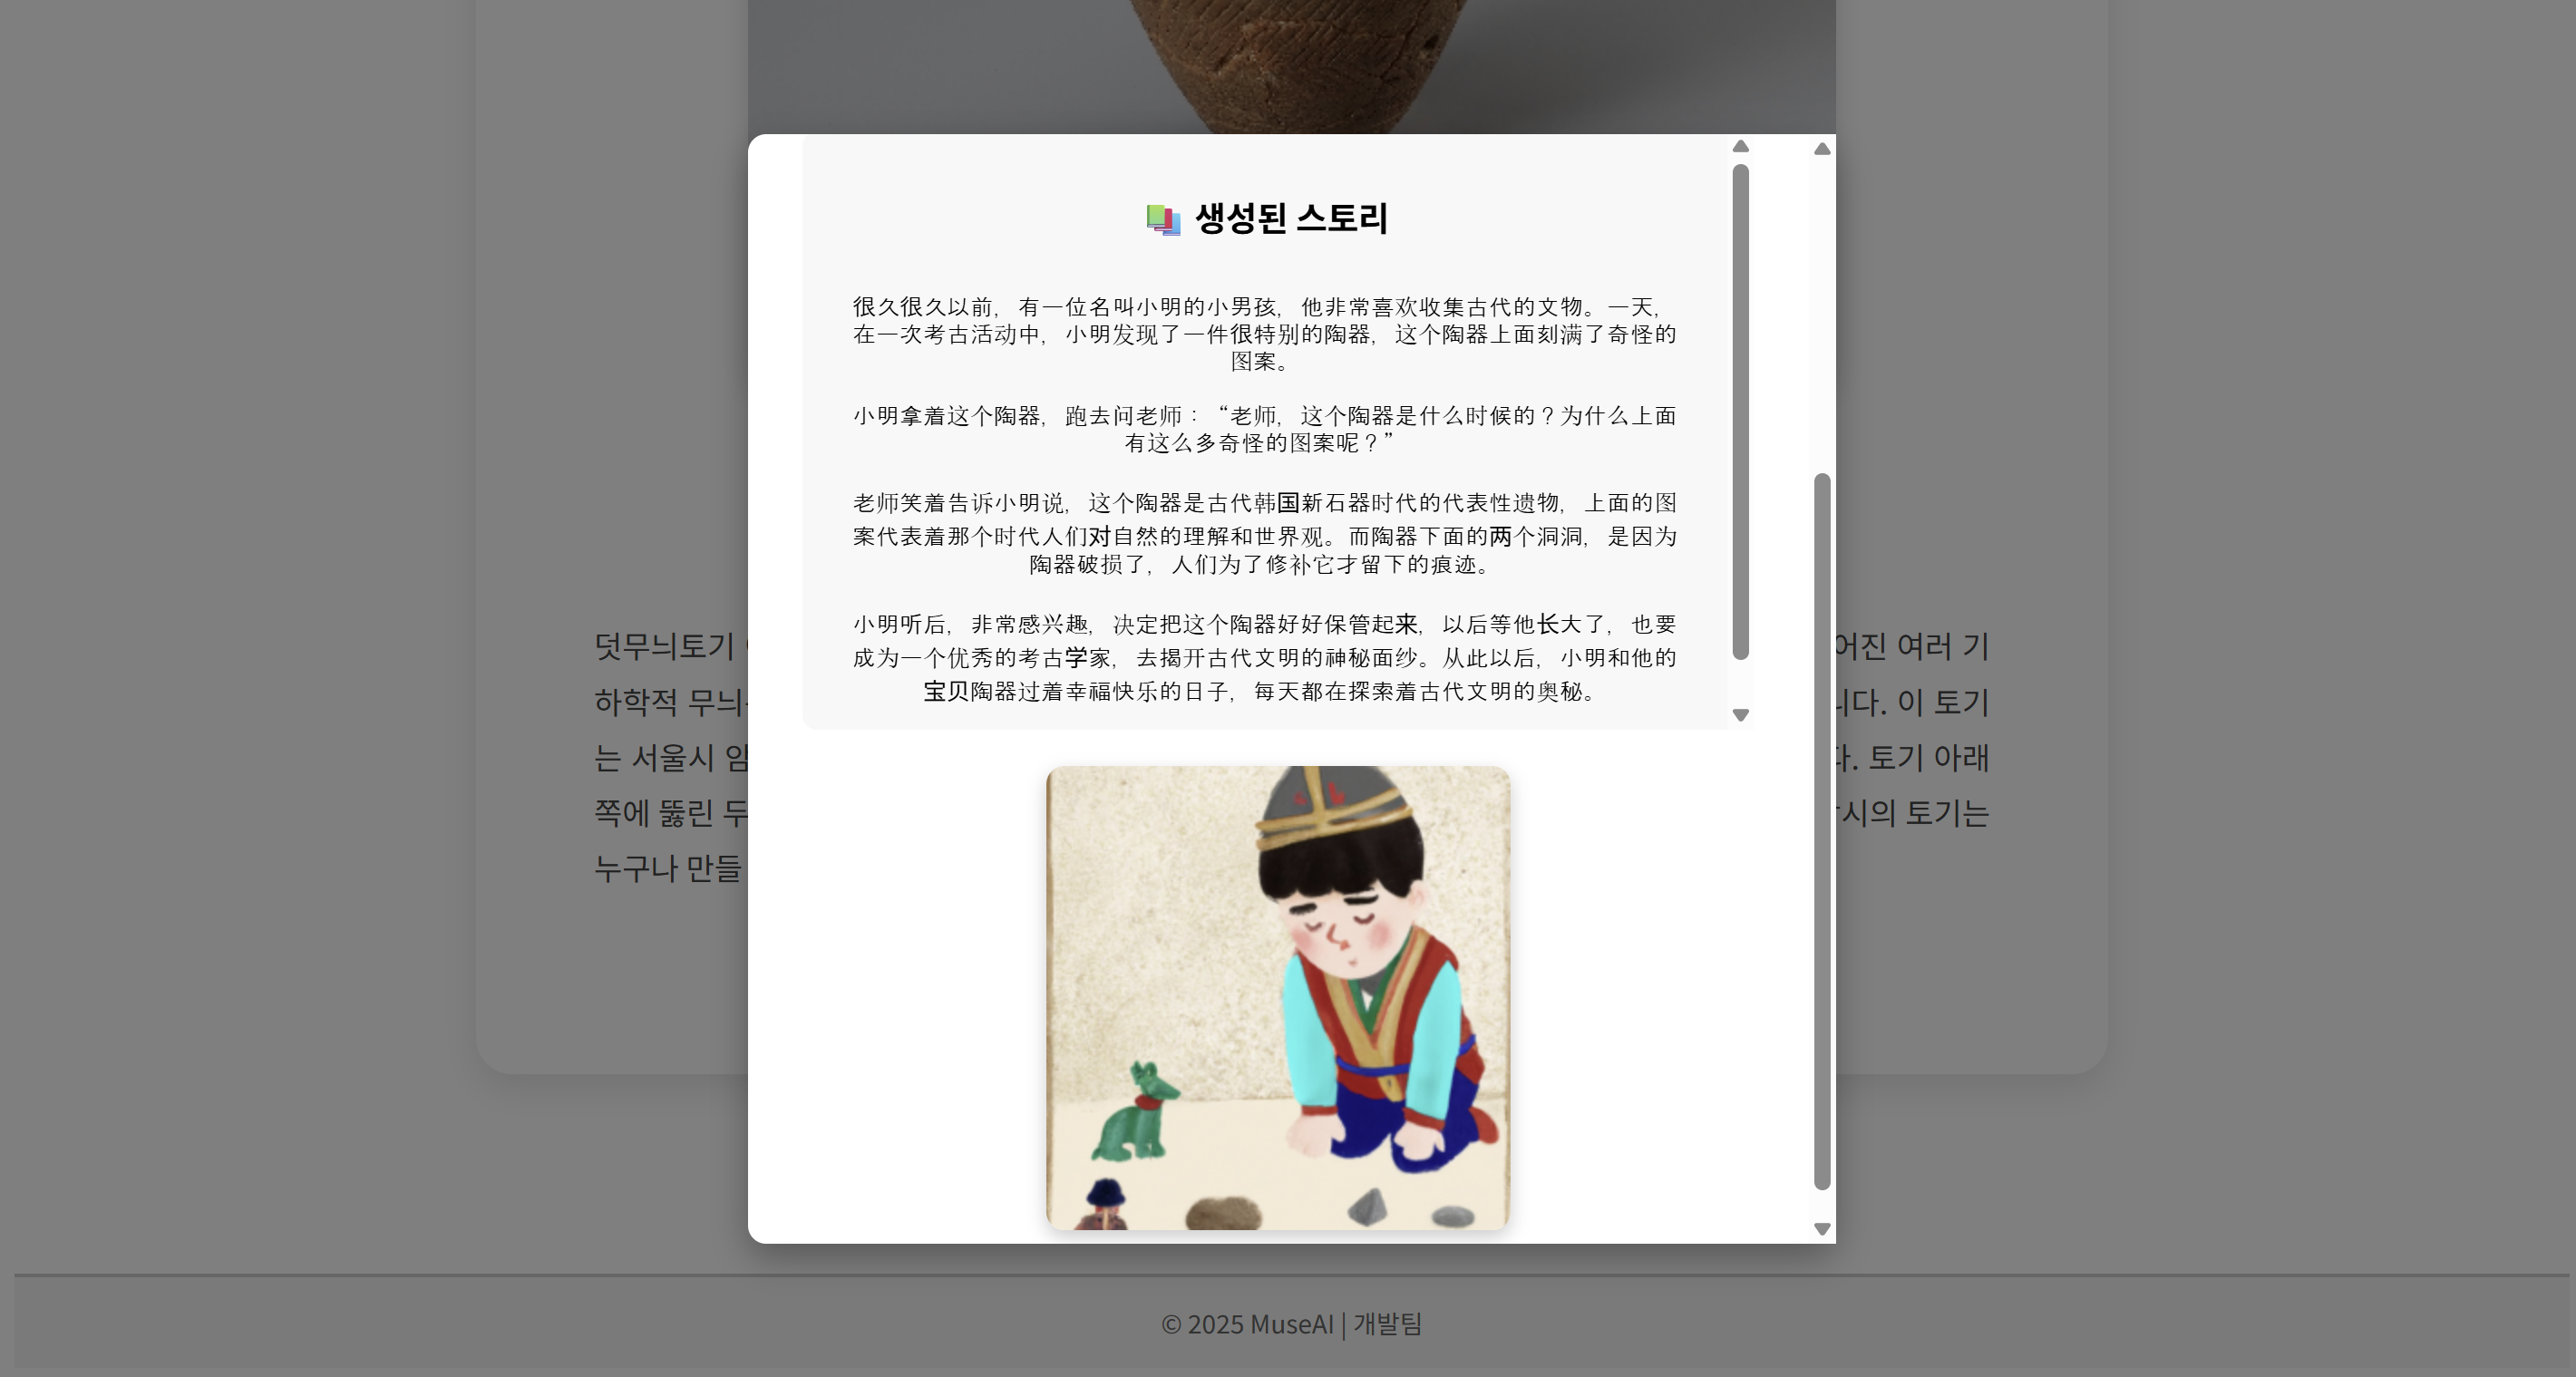 생성된 스토리
很久很久以前，有一位名叫小明的小男孩，他非常喜欢收集古代的文物。一天，
在一次考古活动中，小明发现了一件很特别的陶器，这个陶器上面刻满了奇怪的
图案。
小明拿着这个陶器，跑去问老师：“老师，这个陶器是什么时候的？为什么上面
有这么多奇怪的图案呢？”
老师笑着告诉小明说，这个陶器是古代韩国新石器时代的代表性遗物，上面的图
案代表着那个时代人们对自然的理解和世界观。而陶器下面的两个洞洞，是因为
陶器破损了，人们为了修补它才留下的痕迹。
小明听后，非常感兴趣，决定把这个陶器好好保管起来，以后等他长大了，也要
成为一个优秀的考古学家，去揭开古代文明的神秘面纱。从此以后，小明和他的
宝贝陶器过着幸福快乐的日子，每天都在探索着古代文明的奥秘。
덧무늬토기
어진 여러 기
하학적 무늬
니다. 이 토기
는 서울시 암
다. 토기 아래
쪽에 뚫린 두
시의 토기는
누구나 만들
© 2025 MuseAI | 개발팀